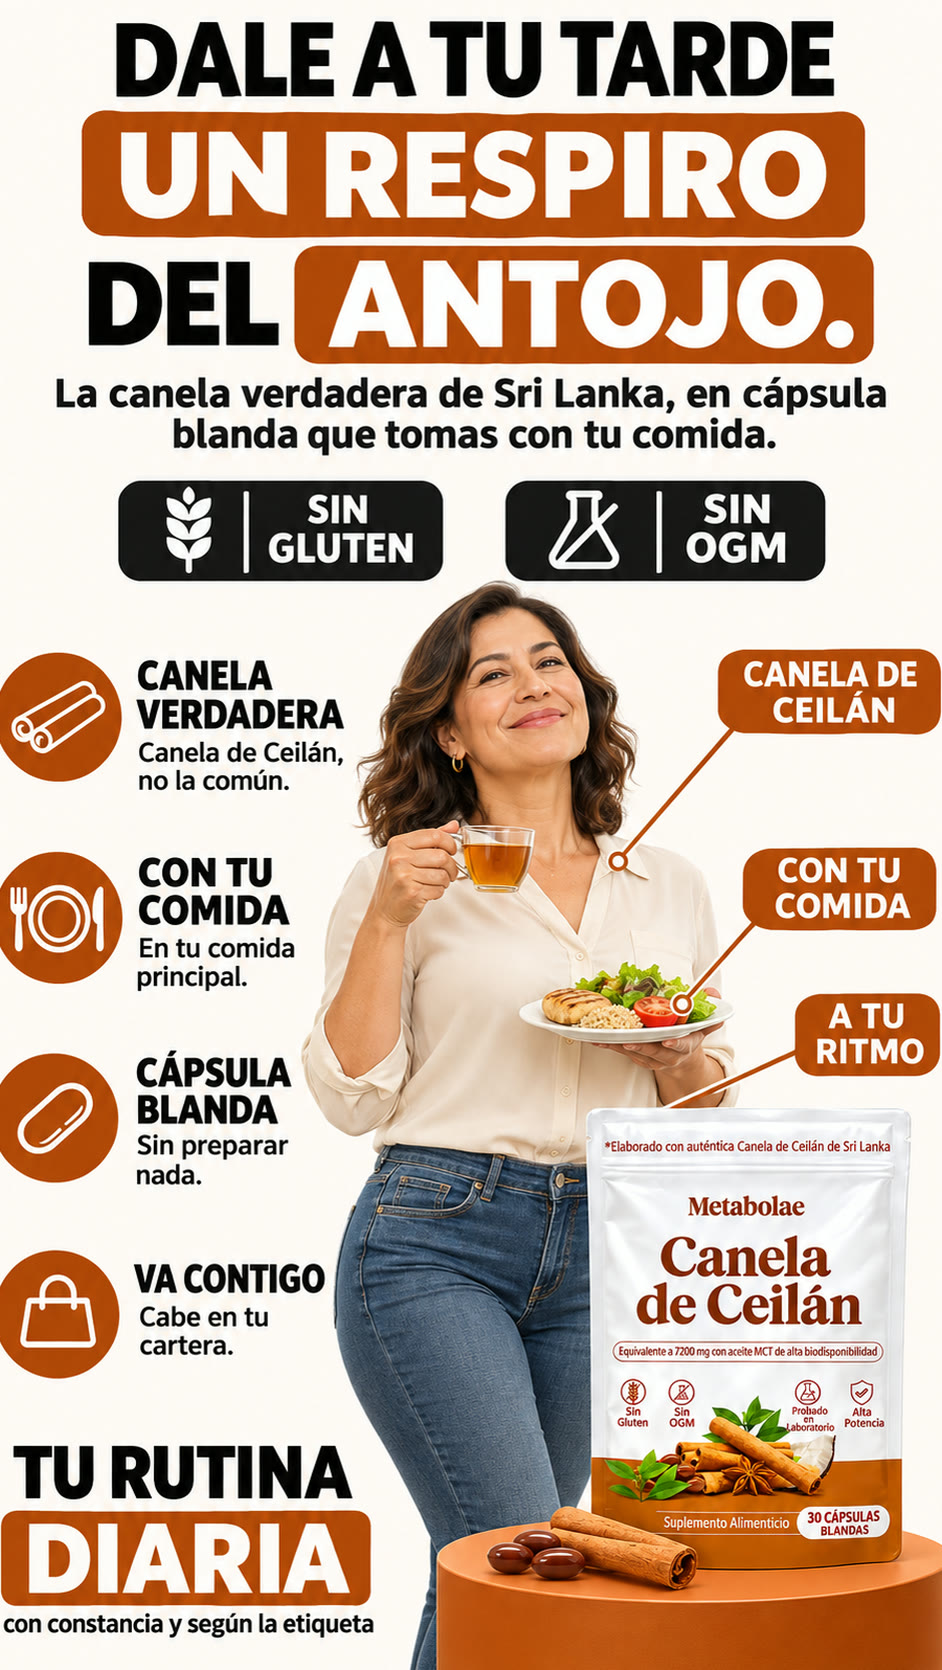 DALE A TU TARDE
UN RESPIRO
DEL ANTOJO.
La canela verdadera de Sri Lanka, en cápsula
blanda que tomas con tu comida.
SIN
GLUTEN
SIN
OGM
CANELA
VERDADERA
Canela de Ceilán,
no la común.
CON TU
COMIDA
En tu comida
principal.
CÁPSULA
BLANDA
Sin preparar
nada.
VA CONTIGO
Cabe en tu
cartera.
CANELA DE
CEILÁN
CON TU
COMIDA
A TU
RITMO
*Elaborado con auténtica Canela de Ceilán de Sri Lanka
Metabolae
Canela
de Ceilán
Equivalente a 7200 mg con aceite MCT de alta biodisponibilidad
Sin
Gluten
Sin
OGM
Probado
en
Laboratorio
Alta
Potencia
Suplemento Alimenticio
30 CÁPSULAS
BLANDAS
TU RUTINA
DIARIA
con constancia y según la etiqueta